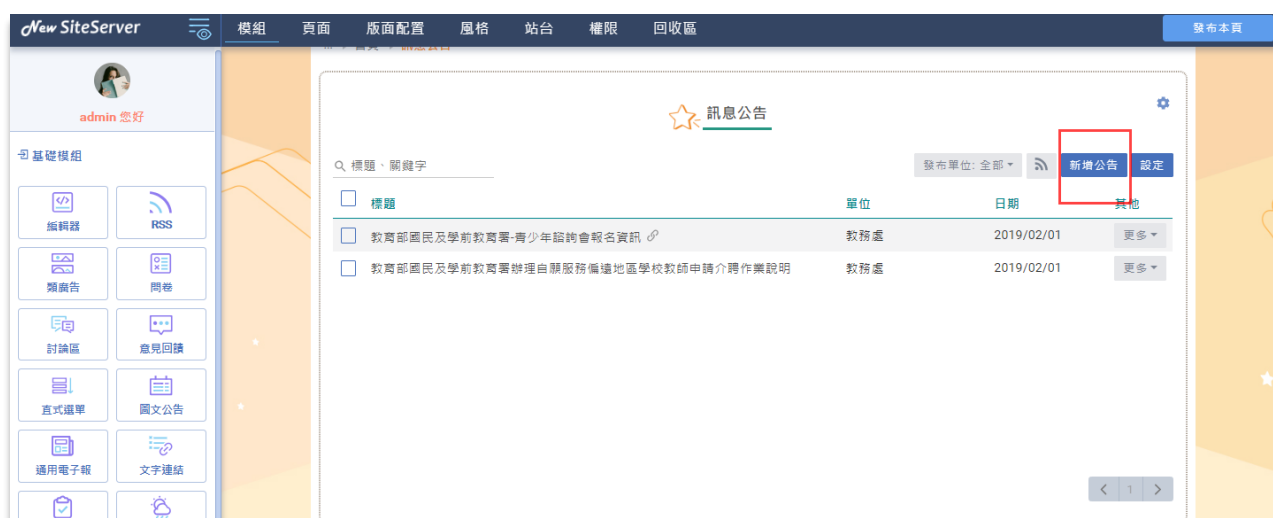 New SiteServer 模組 頁面 版面配置 風格 站台 權限 回收區 發布本頁
admin 您好
基礎模組
編輯器 RSS
類廣告 問卷
討論區 意見回饋
直式選單 圖文公告
通用電子報 文字連結
訊息公告
標題、關鍵字 發布單位: 全部 新增公告 設定
標題 單位 日期 其他
教育部國民及學前教育署-青少年諮詢會報名資訊 教務處 2019/02/01 更多
教育部國民及學前教育署辦理自願服務偏遠地區學校教師申請介聘作業說明 教務處 2019/02/01 更多
1